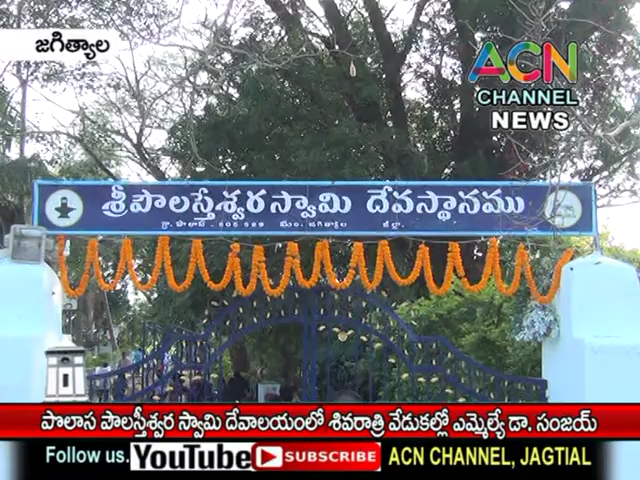 జగిత్యాల
ACN
CHANNEL
NEWS
శ్రీపౌలస్తేశ్వరస్వామి దేవస్థానము
గ్రా. పొలాస జిల్లా.
పొలాస పౌలస్తీశ్వర స్వామి దేవాలయంలో శివరాత్రి వేడుకల్లో ఎమ్మెల్యే డా. సంజయ్
Follow us. YouTube SUBSCRIBE ACN CHANNEL, JAGTIAL